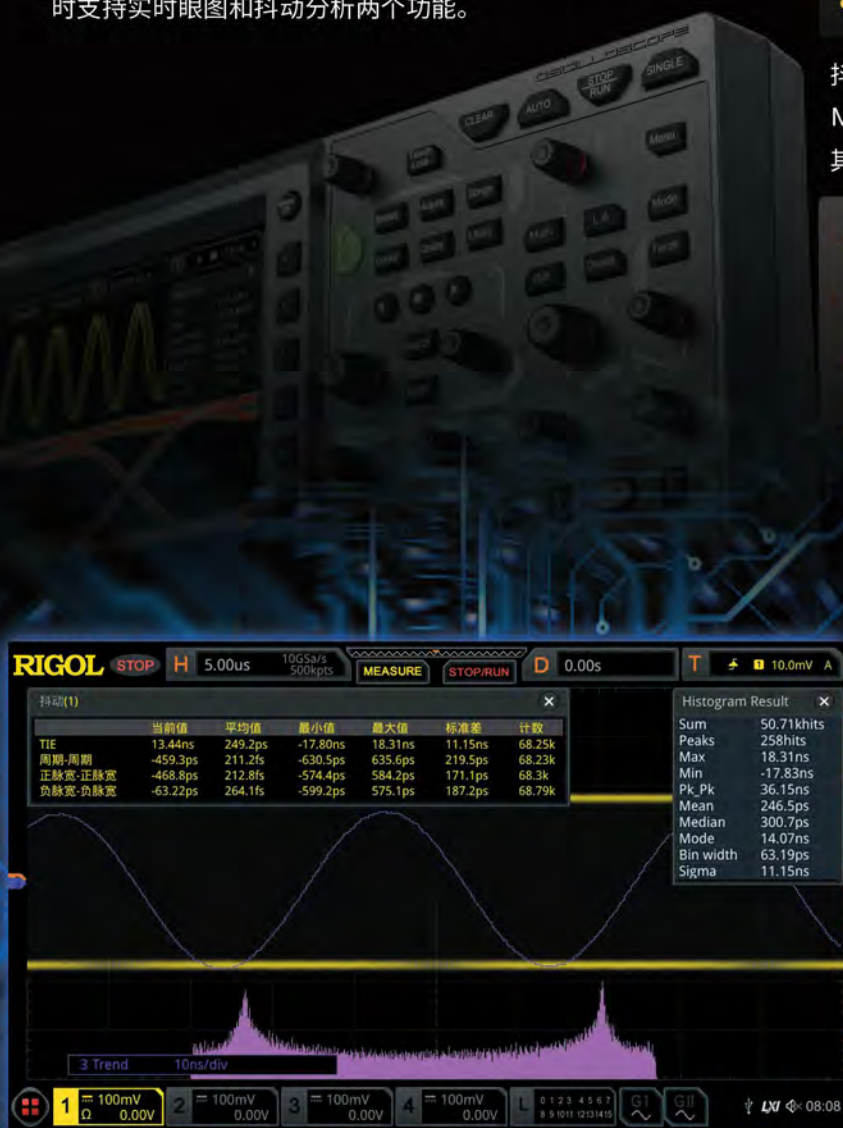 时支持实时眼图和抖动分析两个功能。
OSCILLOSCOPE
CLEAR
AUTO
STOP
RUN
SINGLE
Menu
Mode
Force
LA
RIGOL STOP H 5.00us 10GSa/s 500kpts MEASURE STOP/RUN D 0.00s T 1 10.0mV A
抖动(1)
当前值 平均值 最小值 最大值 标准差 计数
TIE 13.44ns 249.2ps -17.80ns 18.31ns 11.15ns 68.25k
周期-周期 -459.3ps 211.2fs -630.5ps 635.6ps 219.5ps 68.23k
正脉宽-正脉宽 -468.8ps 212.8fs -574.4ps 584.2ps 171.1ps 68.3k
负脉宽-负脉宽 -63.22ps 264.1fs -599.2ps 575.1ps 187.2ps 68.79k
Histogram Result
Sum 50.71khits
Peaks 258hits
Max 18.31ns
Min -17.83ns
Pk_Pk 36.15ns
Mean 246.5ps
Median 300.7ps
Mode 14.07ns
Bin width 63.19ps
Sigma 11.15ns
3 Trend 10ns/div
1 100mV Ω 0.00V
2 100mV 0.00V
3 100mV 0.00V
4 100mV 0.00V
L 0 1 2 3 4 5 6 7 8 9 10 11 12 13 14 15
GI GII
LXI 08:08